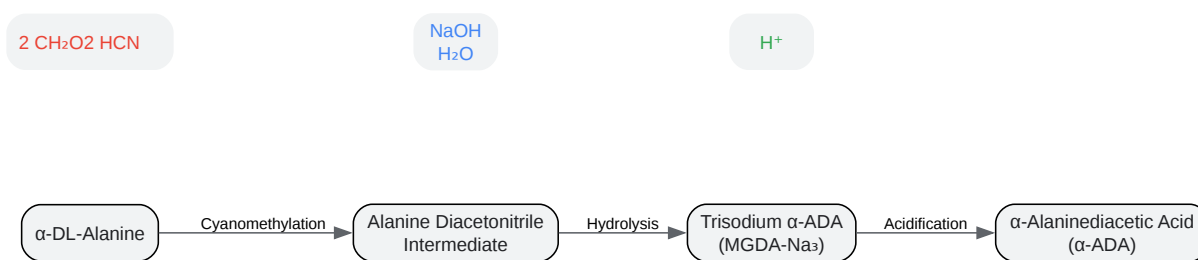 2 CH₂O2 HCN
NaOH
H₂O
H⁺
α-DL-Alanine
Cyanomethylation
Alanine Diacetonitrile
Intermediate
Hydrolysis
Trisodium α-ADA
(MGDA-Na₃)
Acidification
α-Alaninediacetic Acid
(α-ADA)